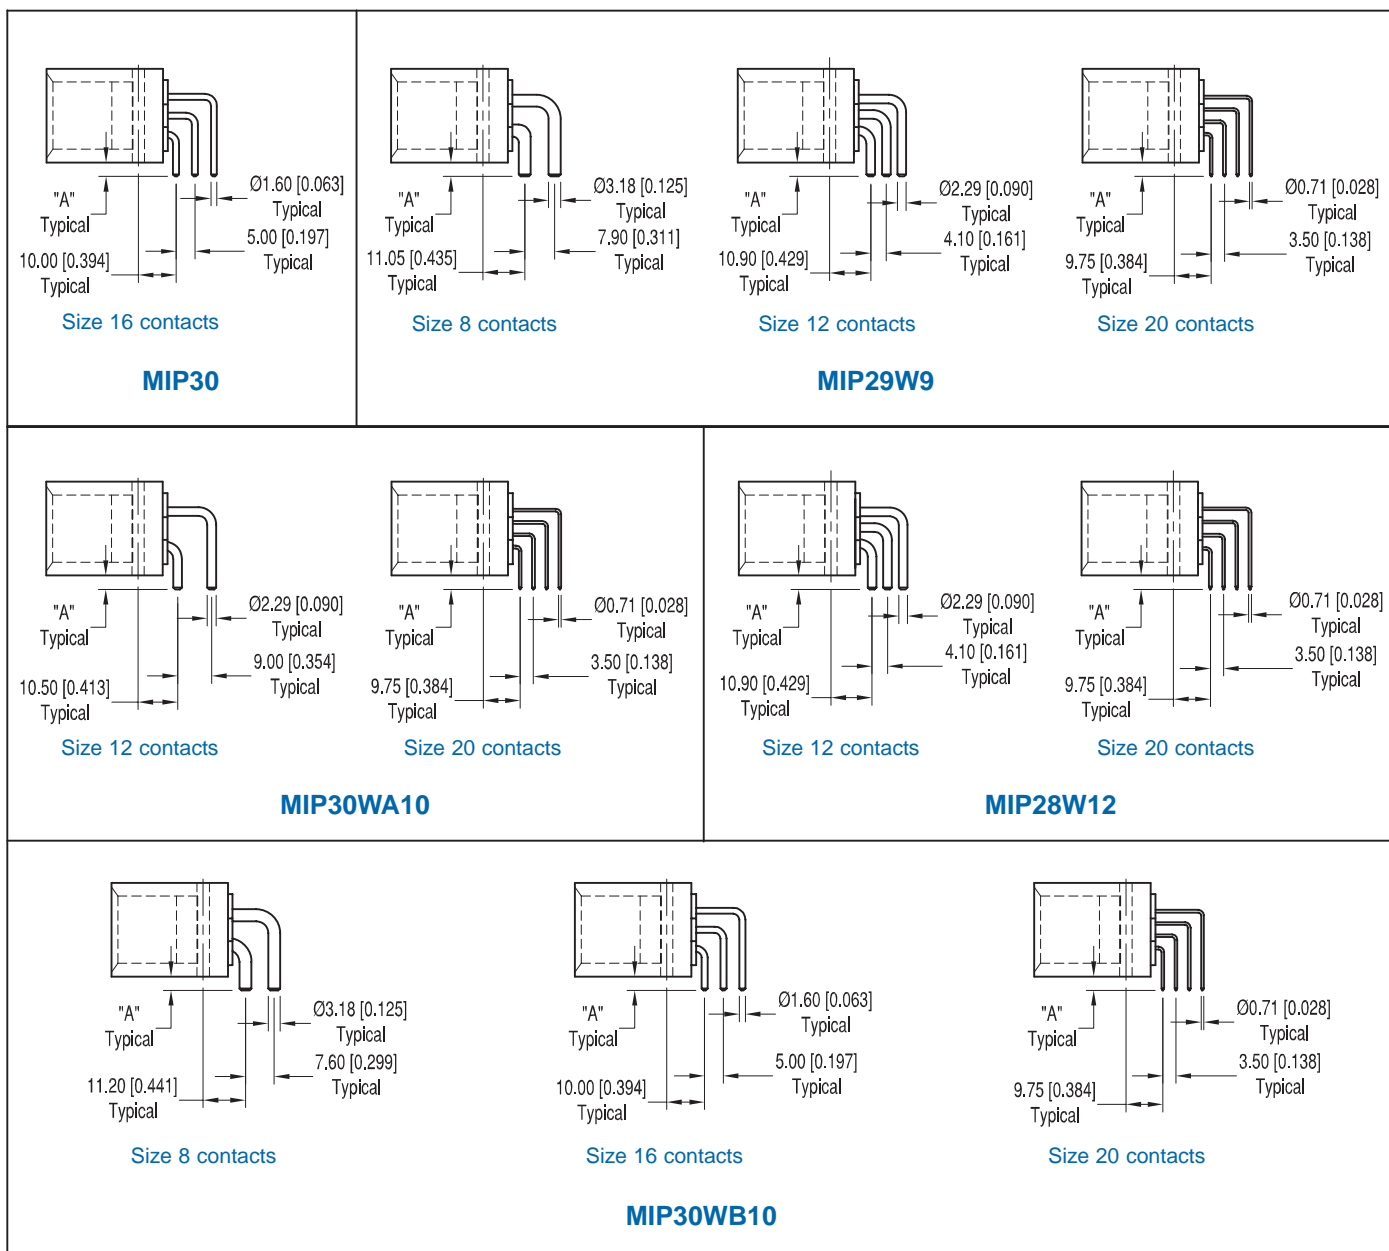 "A"
Typical
10.00 [0.394]
Typical
Ø1.60 [0.063]
Typical
5.00 [0.197]
Typical
Size 16 contacts
MIP30
"A"
Typical
11.05 [0.435]
Typical
Ø3.18 [0.125]
Typical
7.90 [0.311]
Typical
Size 8 contacts
"A"
Typical
10.90 [0.429]
Typical
Ø2.29 [0.090]
Typical
4.10 [0.161]
Typical
Size 12 contacts
"A"
Typical
9.75 [0.384]
Typical
Ø0.71 [0.028]
Typical
3.50 [0.138]
Typical
Size 20 contacts
MIP29W9
"A"
Typical
10.50 [0.413]
Typical
Ø2.29 [0.090]
Typical
9.00 [0.354]
Typical
Size 12 contacts
"A"
Typical
9.75 [0.384]
Typical
Ø0.71 [0.028]
Typical
3.50 [0.138]
Typical
Size 20 contacts
MIP30WA10
"A"
Typical
10.90 [0.429]
Typical
Ø2.29 [0.090]
Typical
4.10 [0.161]
Typical
Size 12 contacts
"A"
Typical
9.75 [0.384]
Typical
Ø0.71 [0.028]
Typical
3.50 [0.138]
Typical
Size 20 contacts
MIP28W12
"A"
Typical
11.20 [0.441]
Typical
Ø3.18 [0.125]
Typical
7.60 [0.299]
Typical
Size 8 contacts
"A"
Typical
10.00 [0.394]
Typical
Ø1.60 [0.063]
Typical
5.00 [0.197]
Typical
Size 16 contacts
"A"
Typical
9.75 [0.384]
Typical
Ø0.71 [0.028]
Typical
3.50 [0.138]
Typical
Size 20 contacts
MIP30WB10